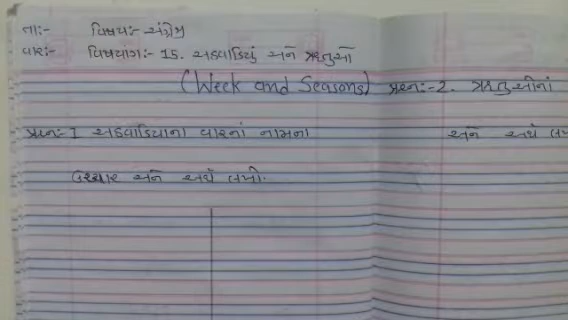 તા:- વિષય:- અંગ્રેજી
વાર:- વિષયાંગ:- 15. અઠવાડિયું અને ઋતુઓ
(Week and Seasons)
પ્રશ્ન:-1 અઠવાડિયાના વારનાં નામના
ઉચ્ચાર અને અર્થ લખો.
પ્રશ્ન:-2. ઋતુઓનાં
અને અર્થ